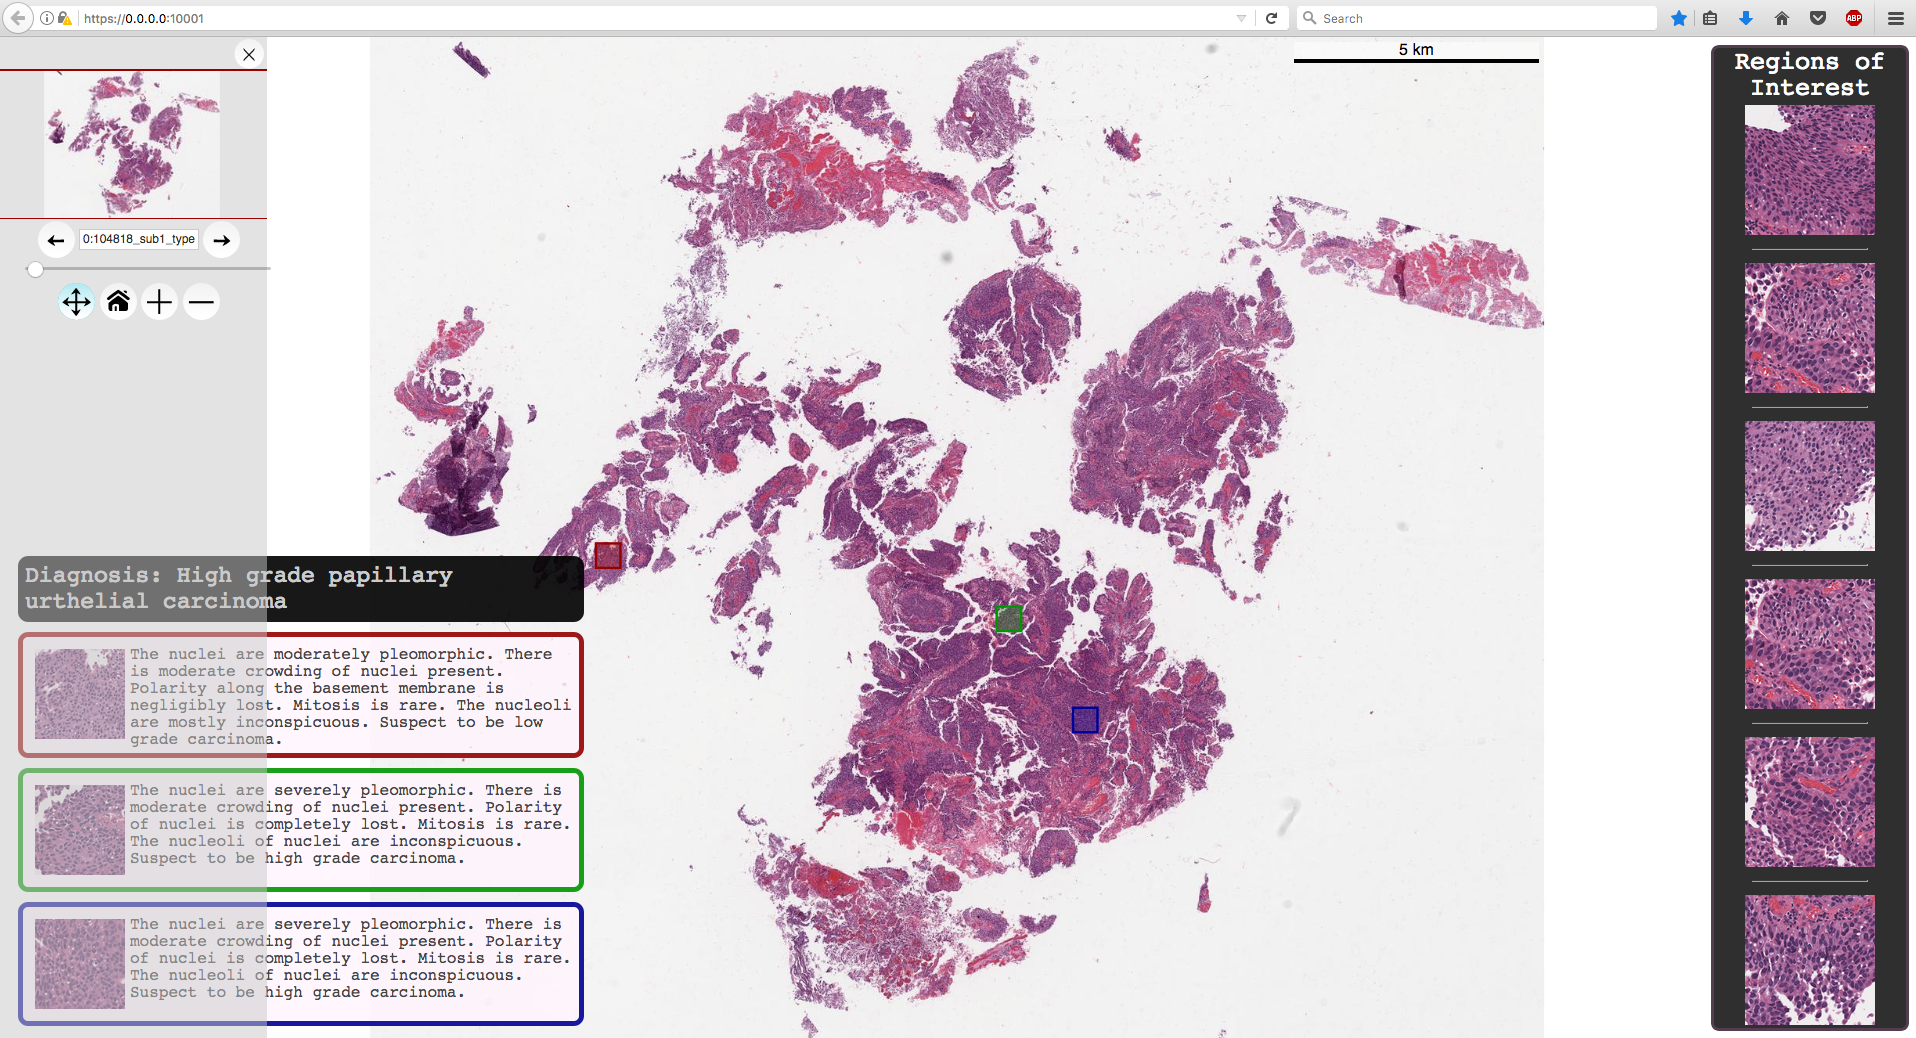 https://0.0.0.0:10001
Search
ABP
5 km
0:104818_sub1_type
Diagnosis: High grade papillary
urthelial carcinoma
The nuclei are moderately pleomorphic. There
is moderate crowding of nuclei present.
Polarity along the basement membrane is
negligibly lost. Mitosis is rare. The nucleoli
are mostly inconspicuous. Suspect to be low
grade carcinoma.
The nuclei are severely pleomorphic. There is
moderate crowding of nuclei present. Polarity
of nuclei is completely lost. Mitosis is rare.
The nucleoli of nuclei are inconspicuous.
Suspect to be high grade carcinoma.
The nuclei are severely pleomorphic. There is
moderate crowding of nuclei present. Polarity
of nuclei is completely lost. Mitosis is rare.
The nucleoli of nuclei are inconspicuous.
Suspect to be high grade carcinoma.
Regions of
Interest